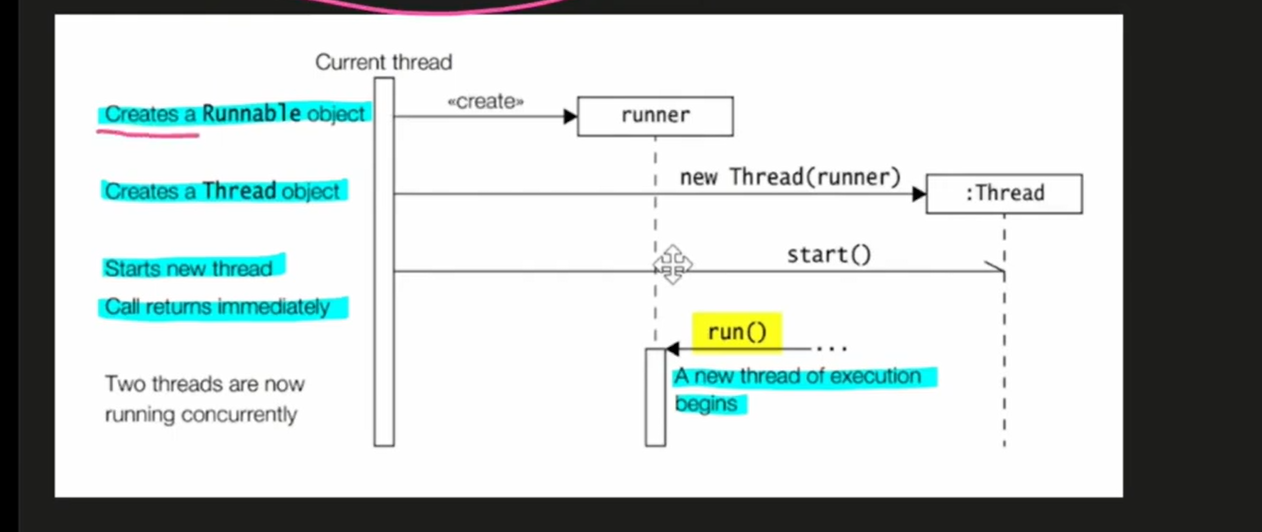 Current thread
Creates a Runnable object
«create»
runner
Creates a Thread object
new Thread(runner)
:Thread
Starts new thread
start()
Call returns immediately
run()
...
A new thread of execution
begins
Two threads are now
running concurrently